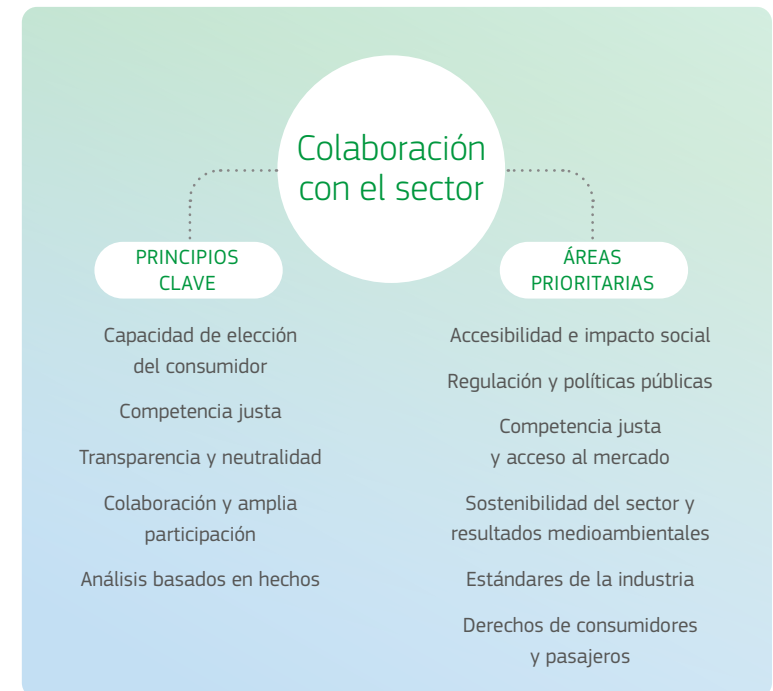 Colaboración
con el sector
PRINCIPIOS
CLAVE
Capacidad de elección
del consumidor
Competencia justa
Transparencia y neutralidad
Colaboración y amplia
participación
Análisis basados en hechos
ÁREAS
PRIORITARIAS
Accesibilidad e impacto social
Regulación y políticas públicas
Competencia justa
y acceso al mercado
Sostenibilidad del sector y
resultados medioambientales
Estándares de la industria
Derechos de consumidores
y pasajeros